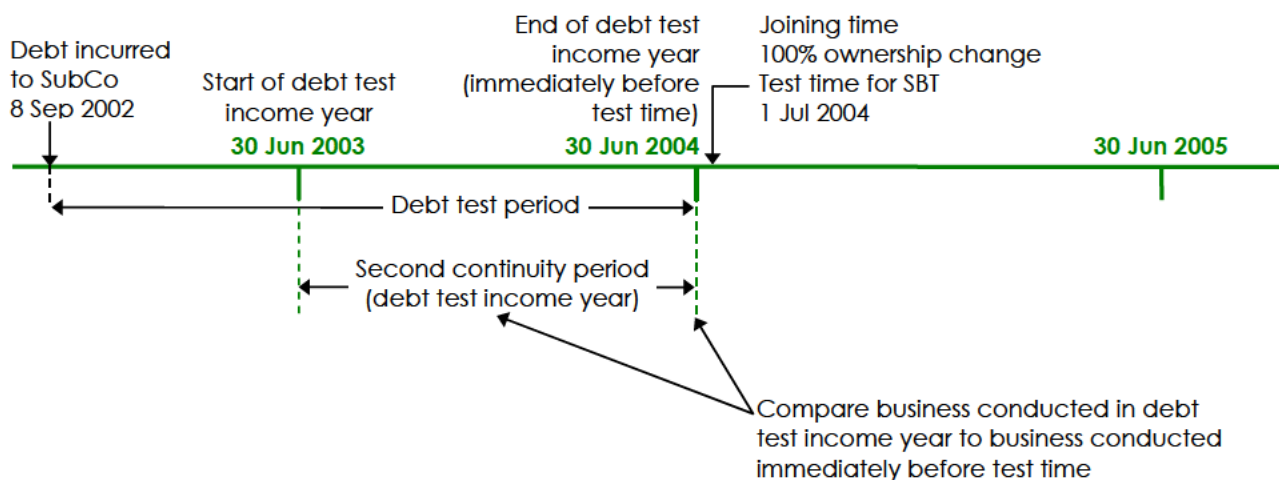 Debt incurred
to SubCo
8 Sep 2002
Start of debt test
income year
30 Jun 2003
End of debt test
income year
(immediately before
test time)
30 Jun 2004
Joining time
100% ownership change
Test time for SBT
1 Jul 2004
30 Jun 2005
Debt test period
Second continuity period
(debt test income year)
Compare business conducted in debt
test income year to business conducted
immediately before test time